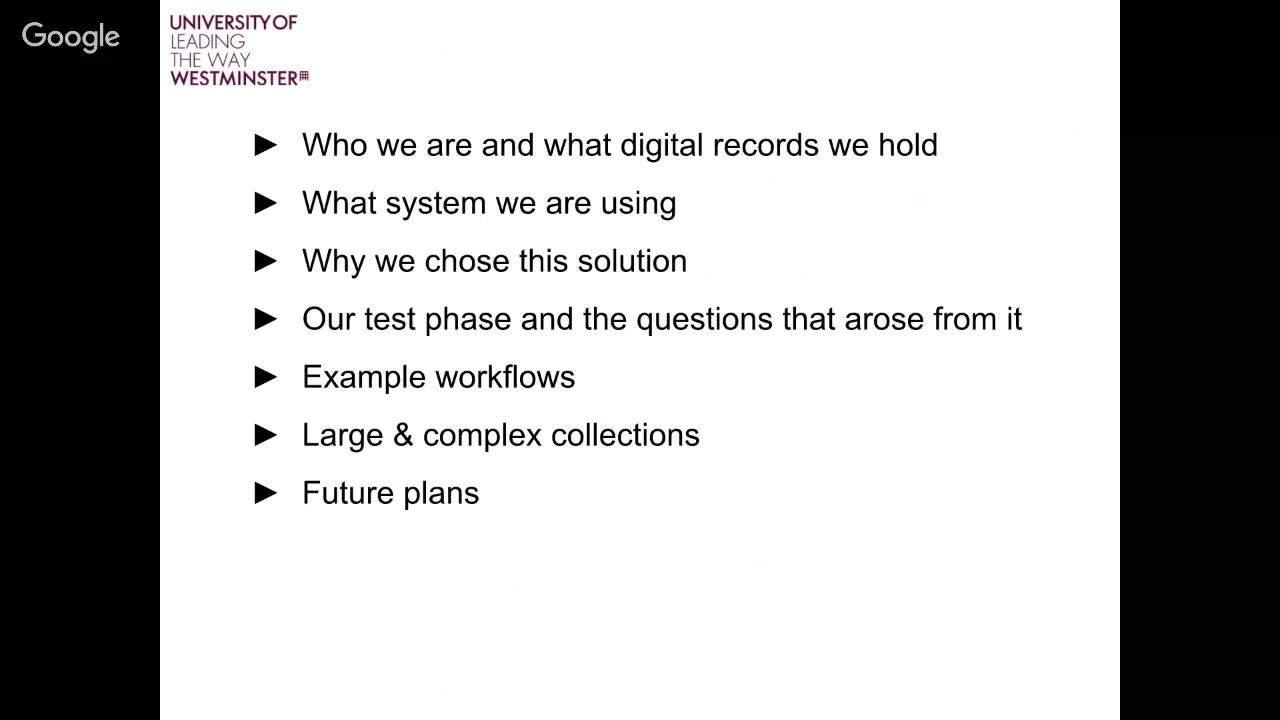 Google
UNIVERSITY OF
LEADING
THE WAY
WESTMINSTER
► Who we are and what digital records we hold
► What system we are using
► Why we chose this solution
► Our test phase and the questions that arose from it
► Example workflows
► Large & complex collections
► Future plans